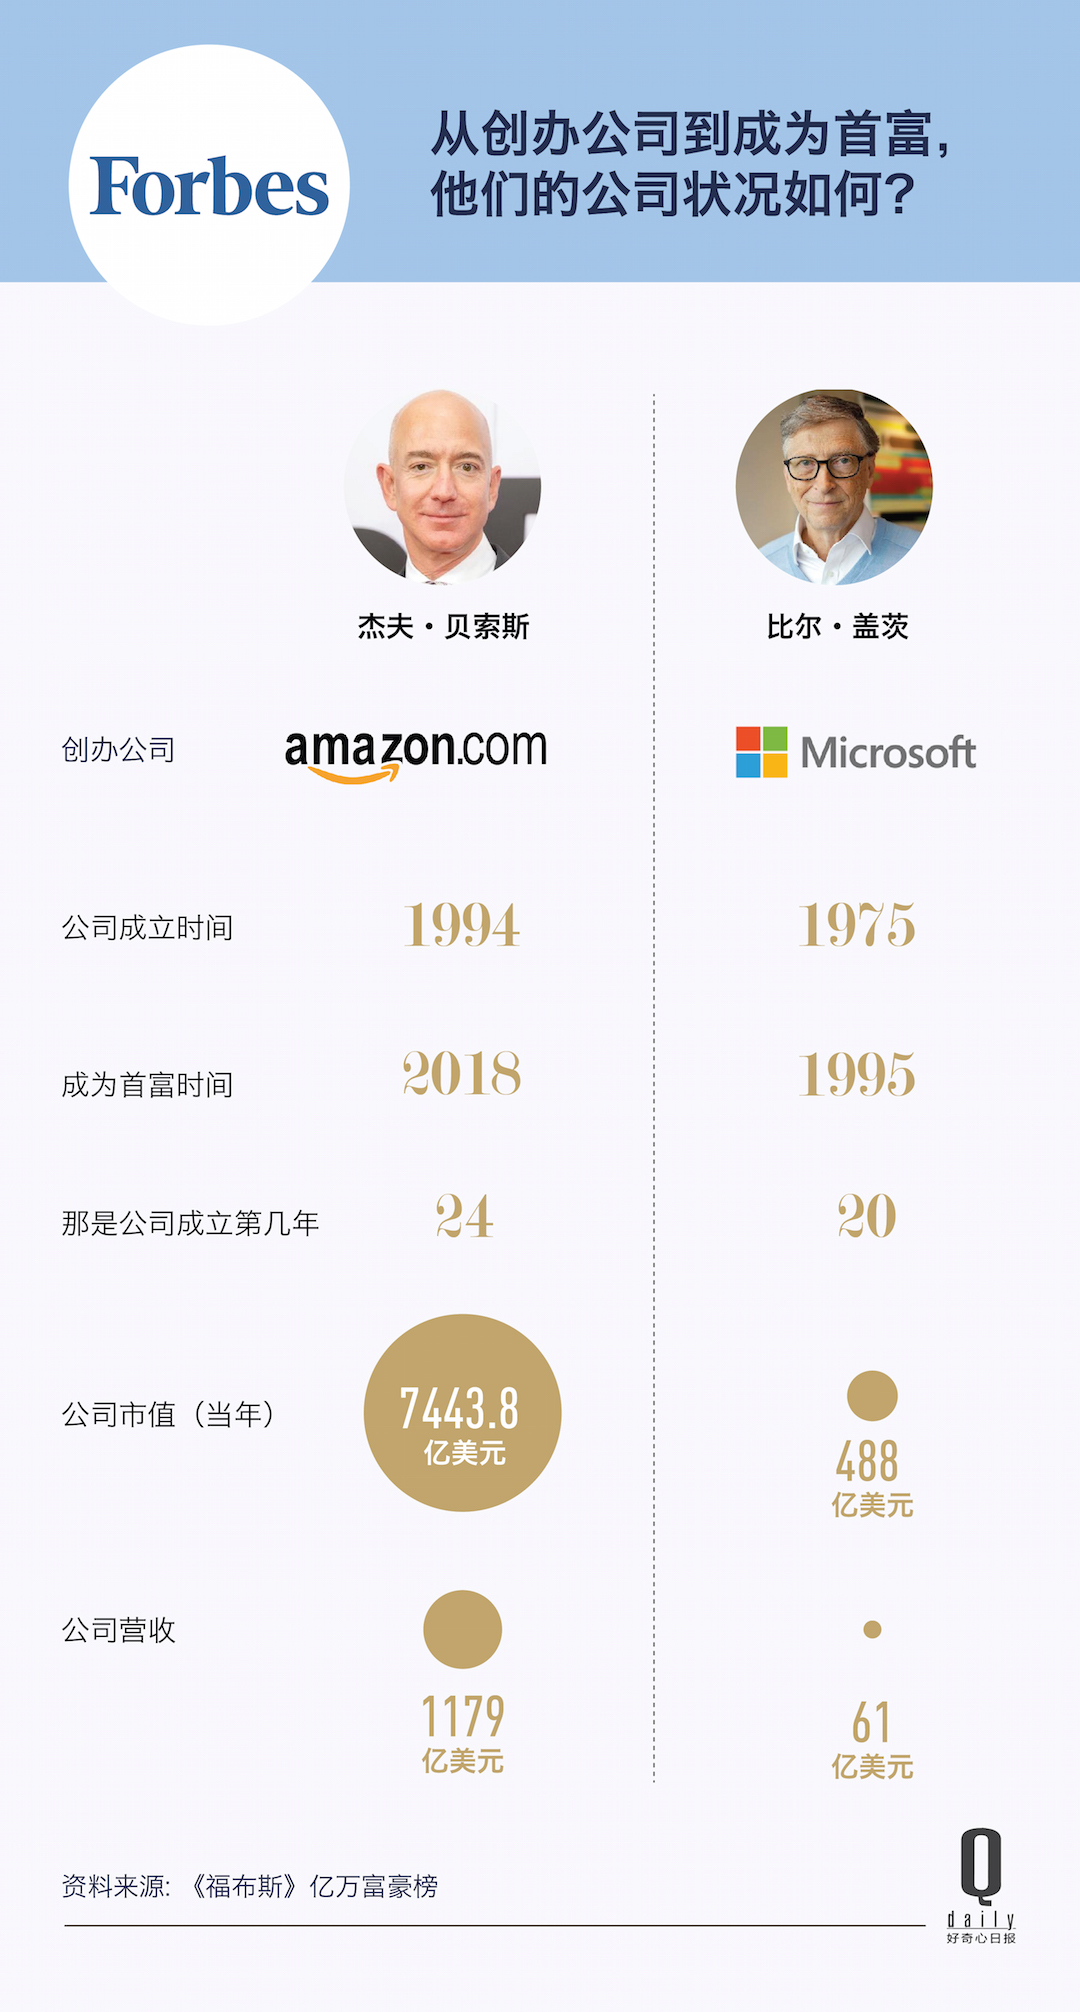 Forbes
从创办公司到成为首富，
他们的公司状况如何？
杰夫・贝索斯
比尔・盖茨
创办公司
amazon.com
Microsoft
公司成立时间
1994
1975
成为首富时间
2018
1995
那是公司成立第几年
24
20
公司市值（当年）
7443.8
亿美元
488
亿美元
公司营收
1179
亿美元
61
亿美元
资料来源: 《福布斯》亿万富豪榜
Q
daily
好奇心日报